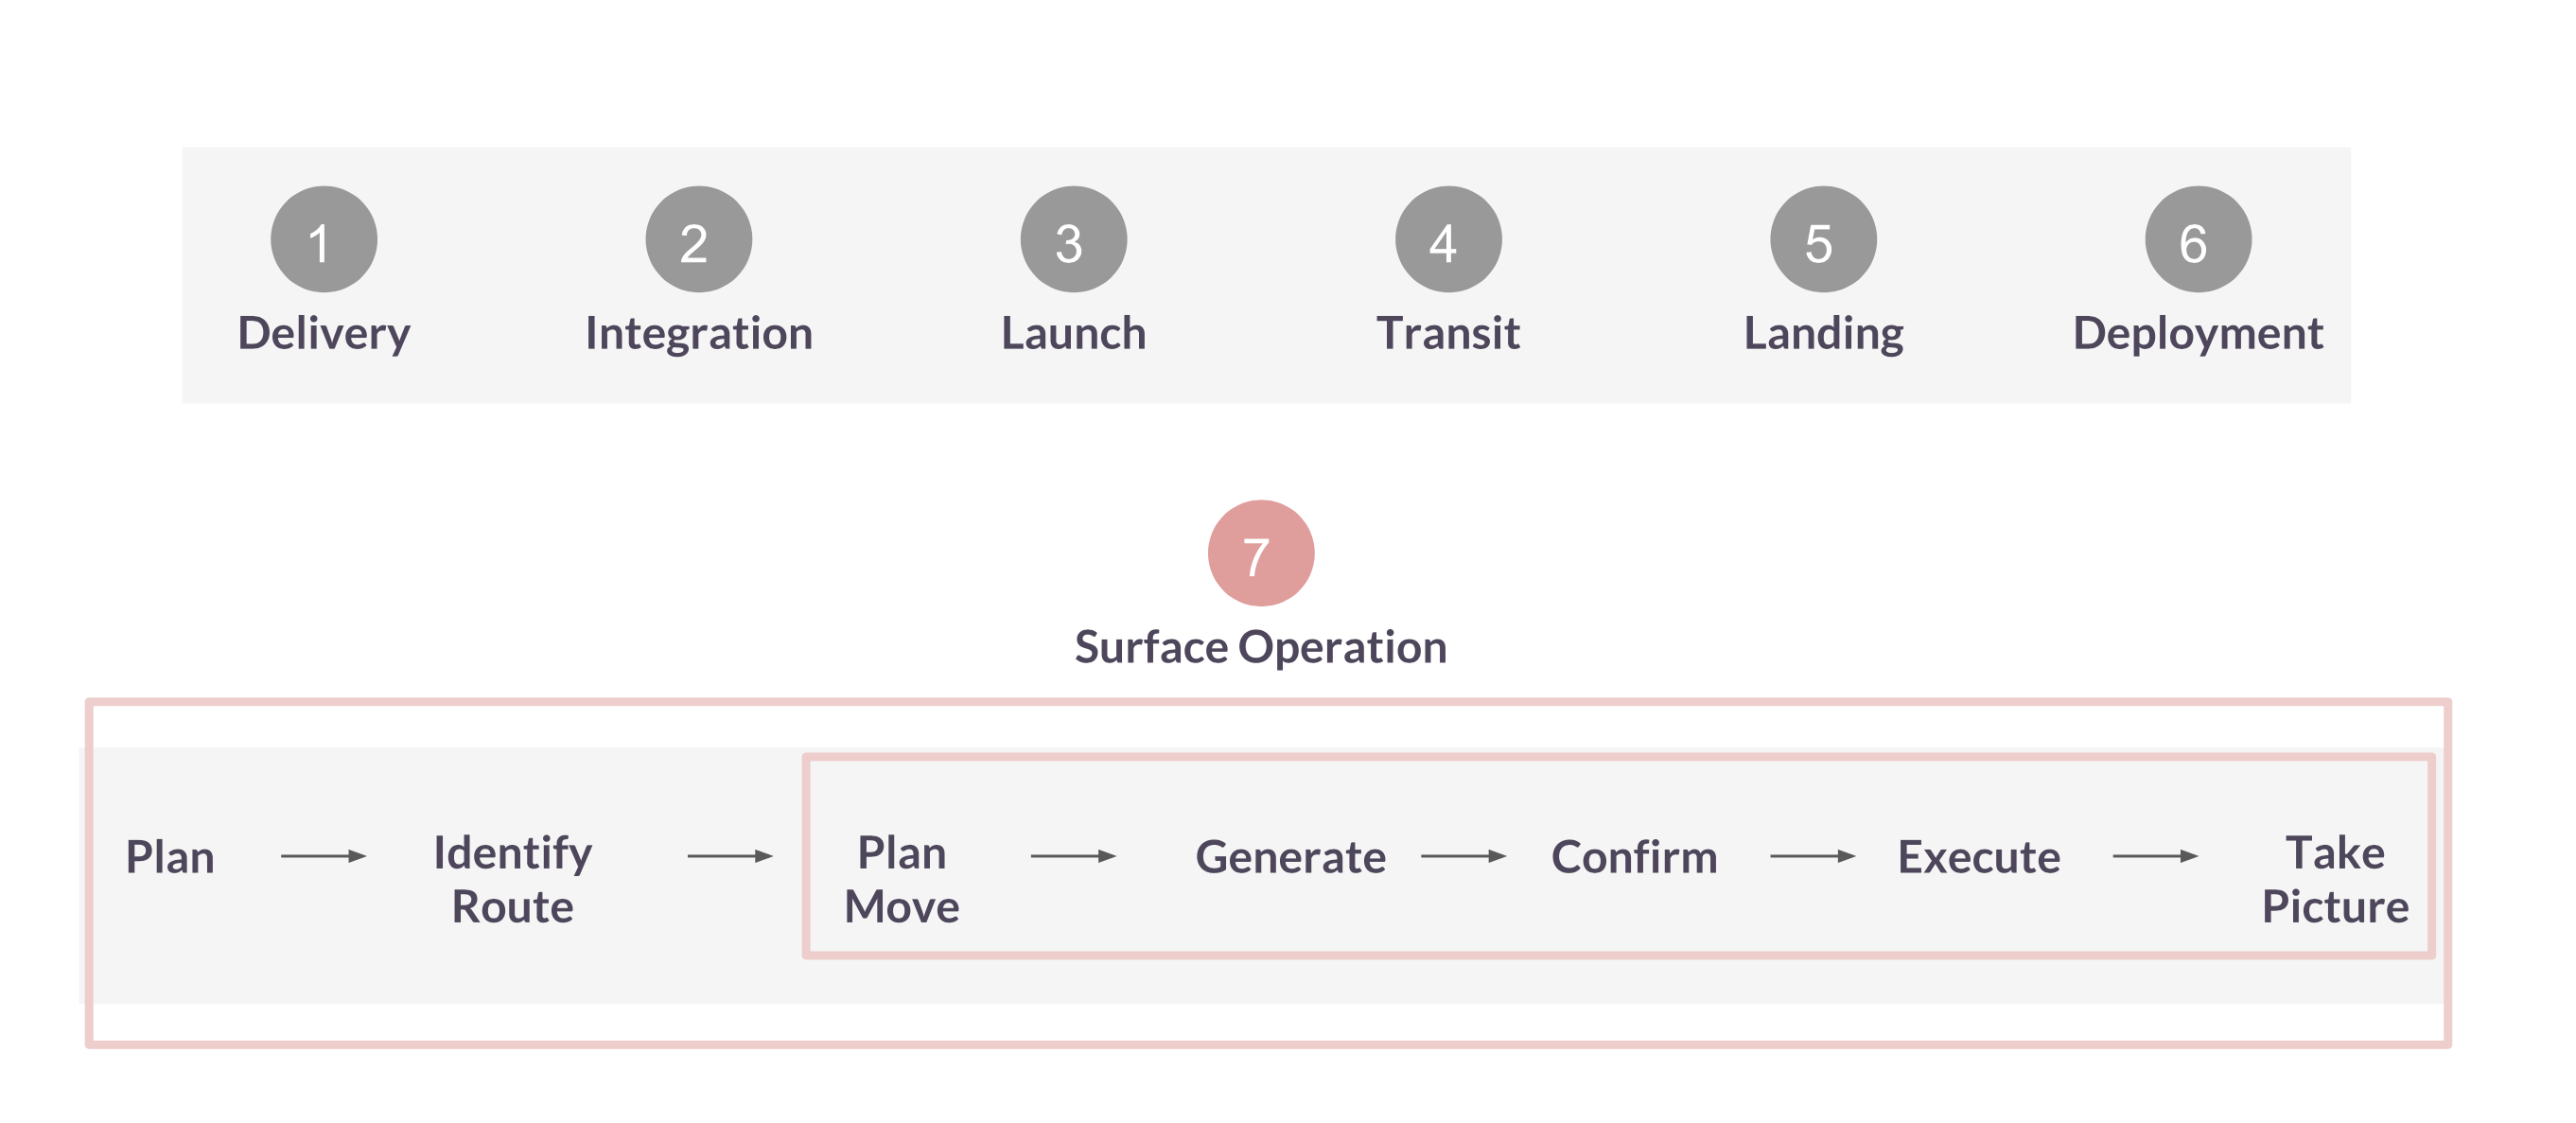 1 2 3 4 5 6
Delivery Integration Launch Transit Landing Deployment
7
Surface Operation
Plan Identify Plan Generate Confirm Execute Take
Route Move Picture